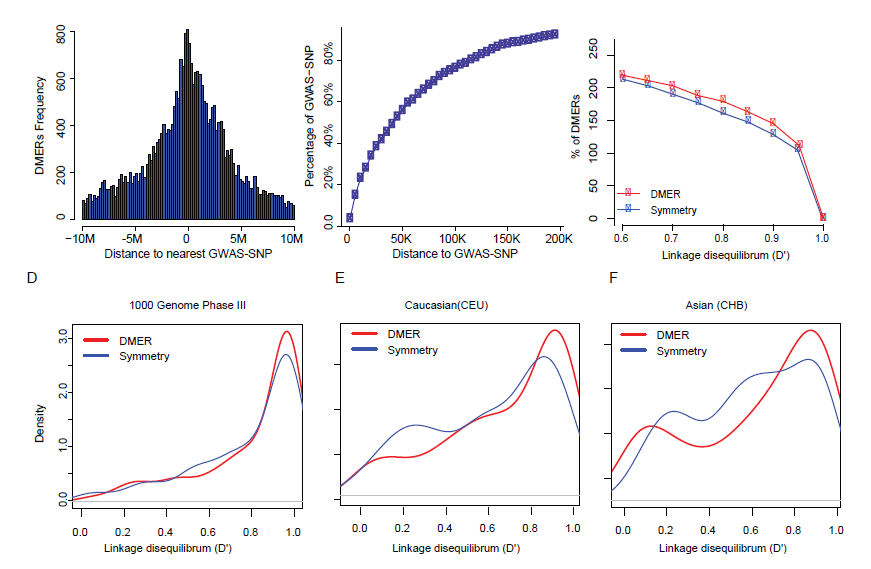 DMERs Frequency
800
600
400
200
0
−10M
-5M
0
5M
10M
Distance to nearest GWAS-SNP
Percentage of GWAS−SNP
80%
60%
40%
20%
0.0
0
50K
100K
150K
200K
Distance to GWAS-SNP
% of DMERs
250
200
150
100
50
0
DMER
Symmetry
0.6
0.7
0.8
0.9
1.0
Linkage disequilibrum (D')
D
1000 Genome Phase III
DMER
Symmetry
Density
3.0
2.0
1.0
0.0
0.0
0.2
0.4
0.6
0.8
1.0
Linkage disequilibrum (D')
E
Caucasian(CEU)
DMER
Symmetry
0.0
0.2
0.4
0.6
0.8
1.0
Linkage disequilibrum (D')
F
Asian (CHB)
DMER
Symmetry
0.0
0.2
0.4
0.6
0.8
1.0
Linkage disequilibrum (D')